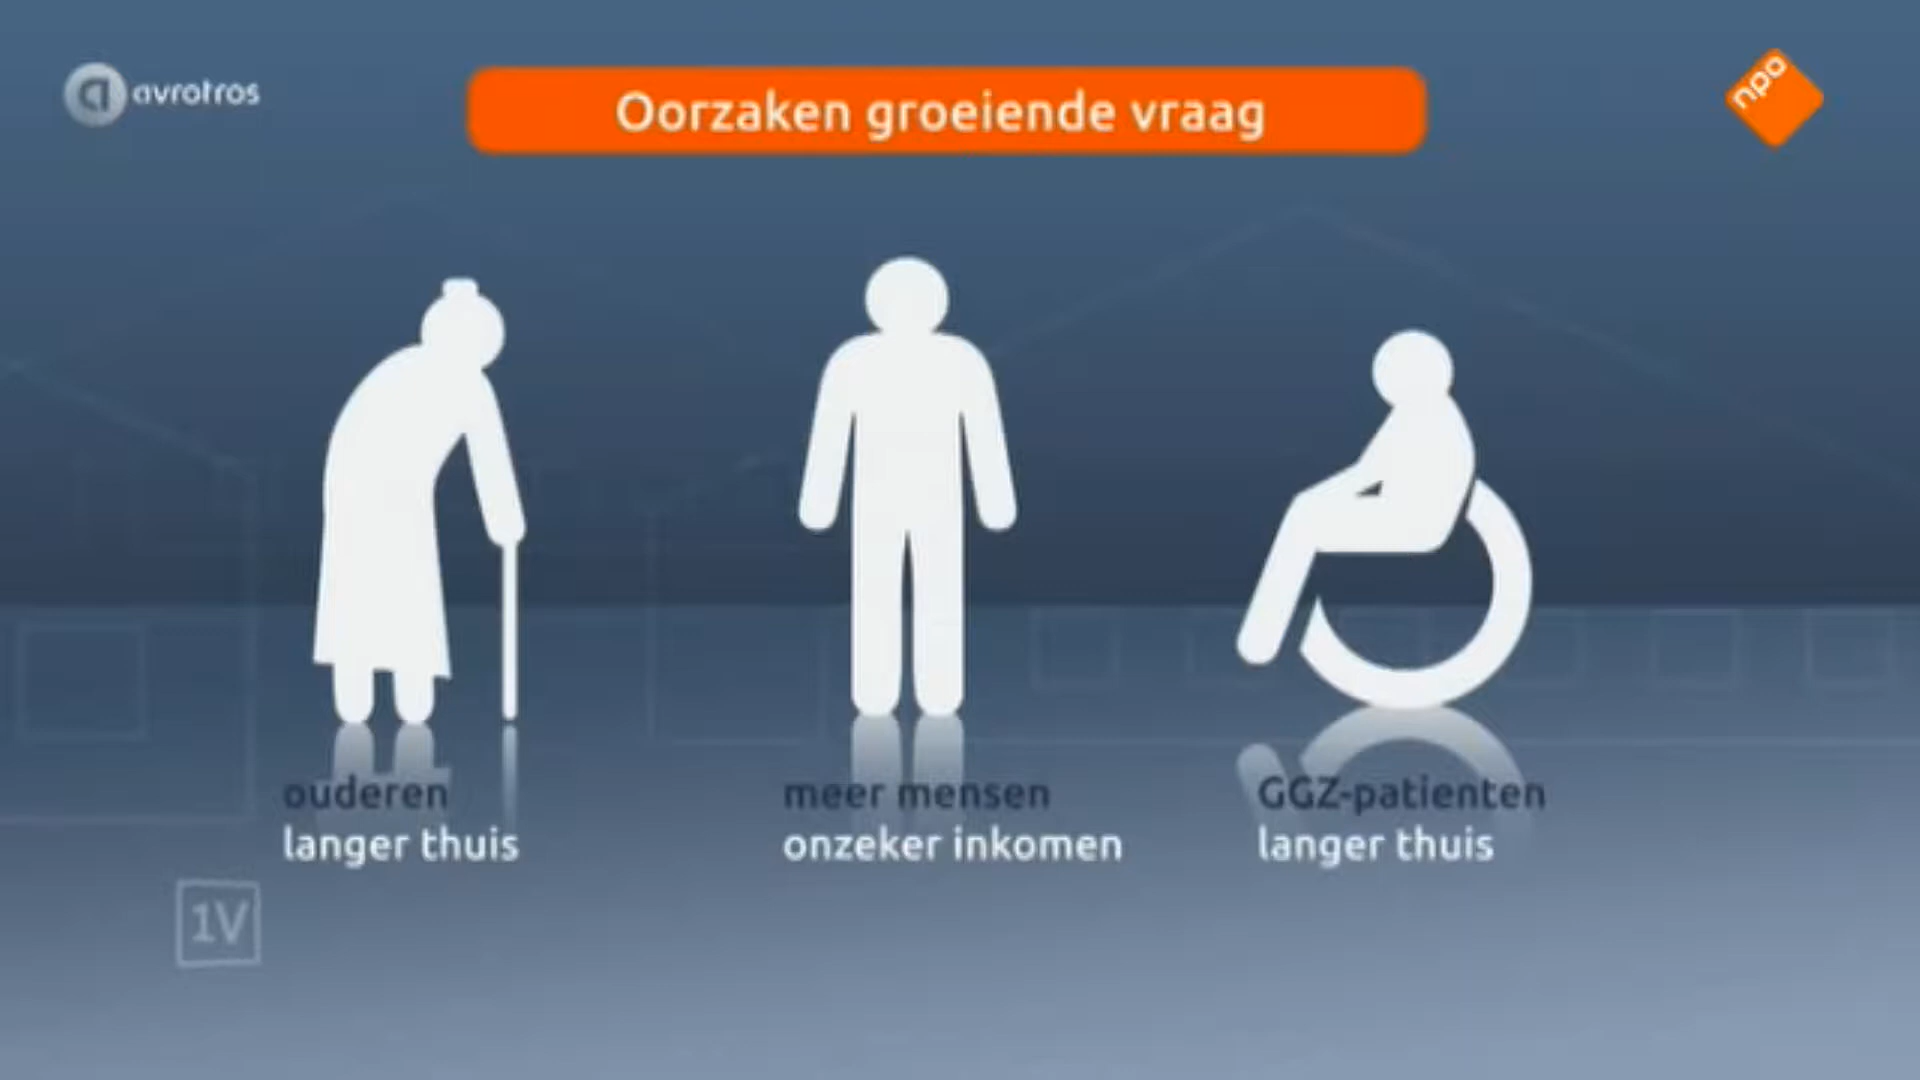 avrotros
npo
Oorzaken groeiende vraag
ouderen
langer thuis
meer mensen
onzeker inkomen
GGZ-patienten
langer thuis
1V